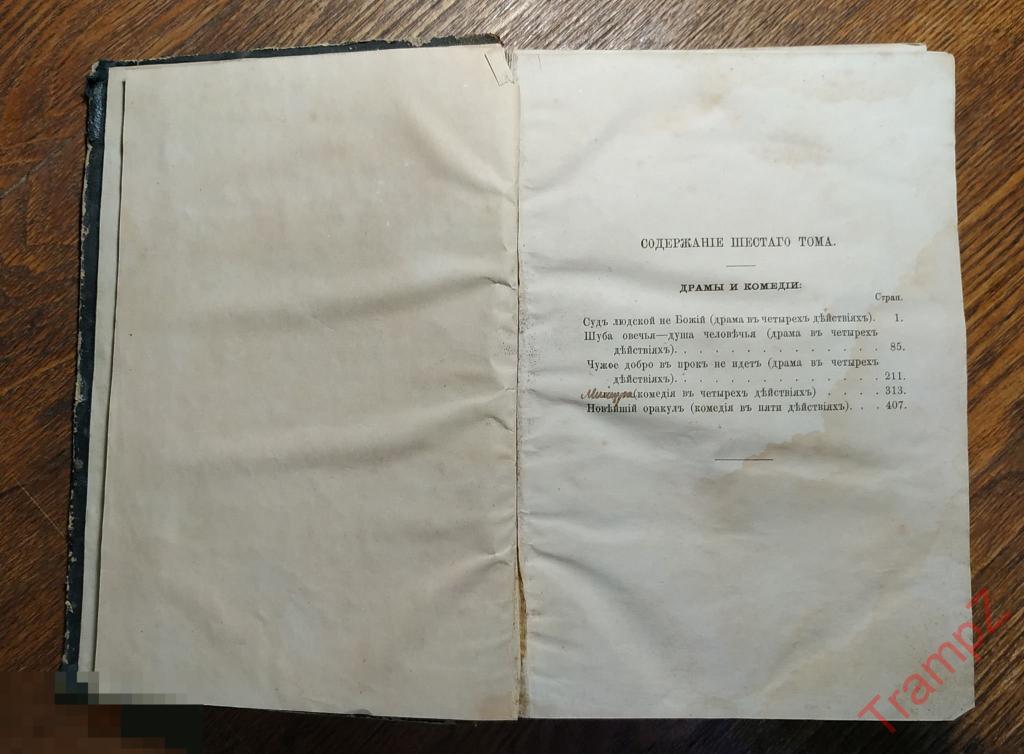 СОДЕРЖАНІЕ ШЕСТАГО ТОМА.
ДРАМЫ И КОМЕДІИ:
Стран.
Судъ людской не Божій (драма въ четырехъ дѣйствіяхъ). 1.
Шуба овечья—душа человѣчья (драма въ четырехъ
дѣйствіяхъ). . . . . . . . . . . . . . 85.
Чужое добро въ прокъ не идетъ (драма въ четырехъ
дѣйствіяхъ). . . . . . . . . . . . . . 211.
(комедія въ четырехъ дѣйствіяхъ) . . . . 313.
Новѣйшій оракулъ (комедія въ пяти дѣйствіяхъ). . . 407.
TrampZ